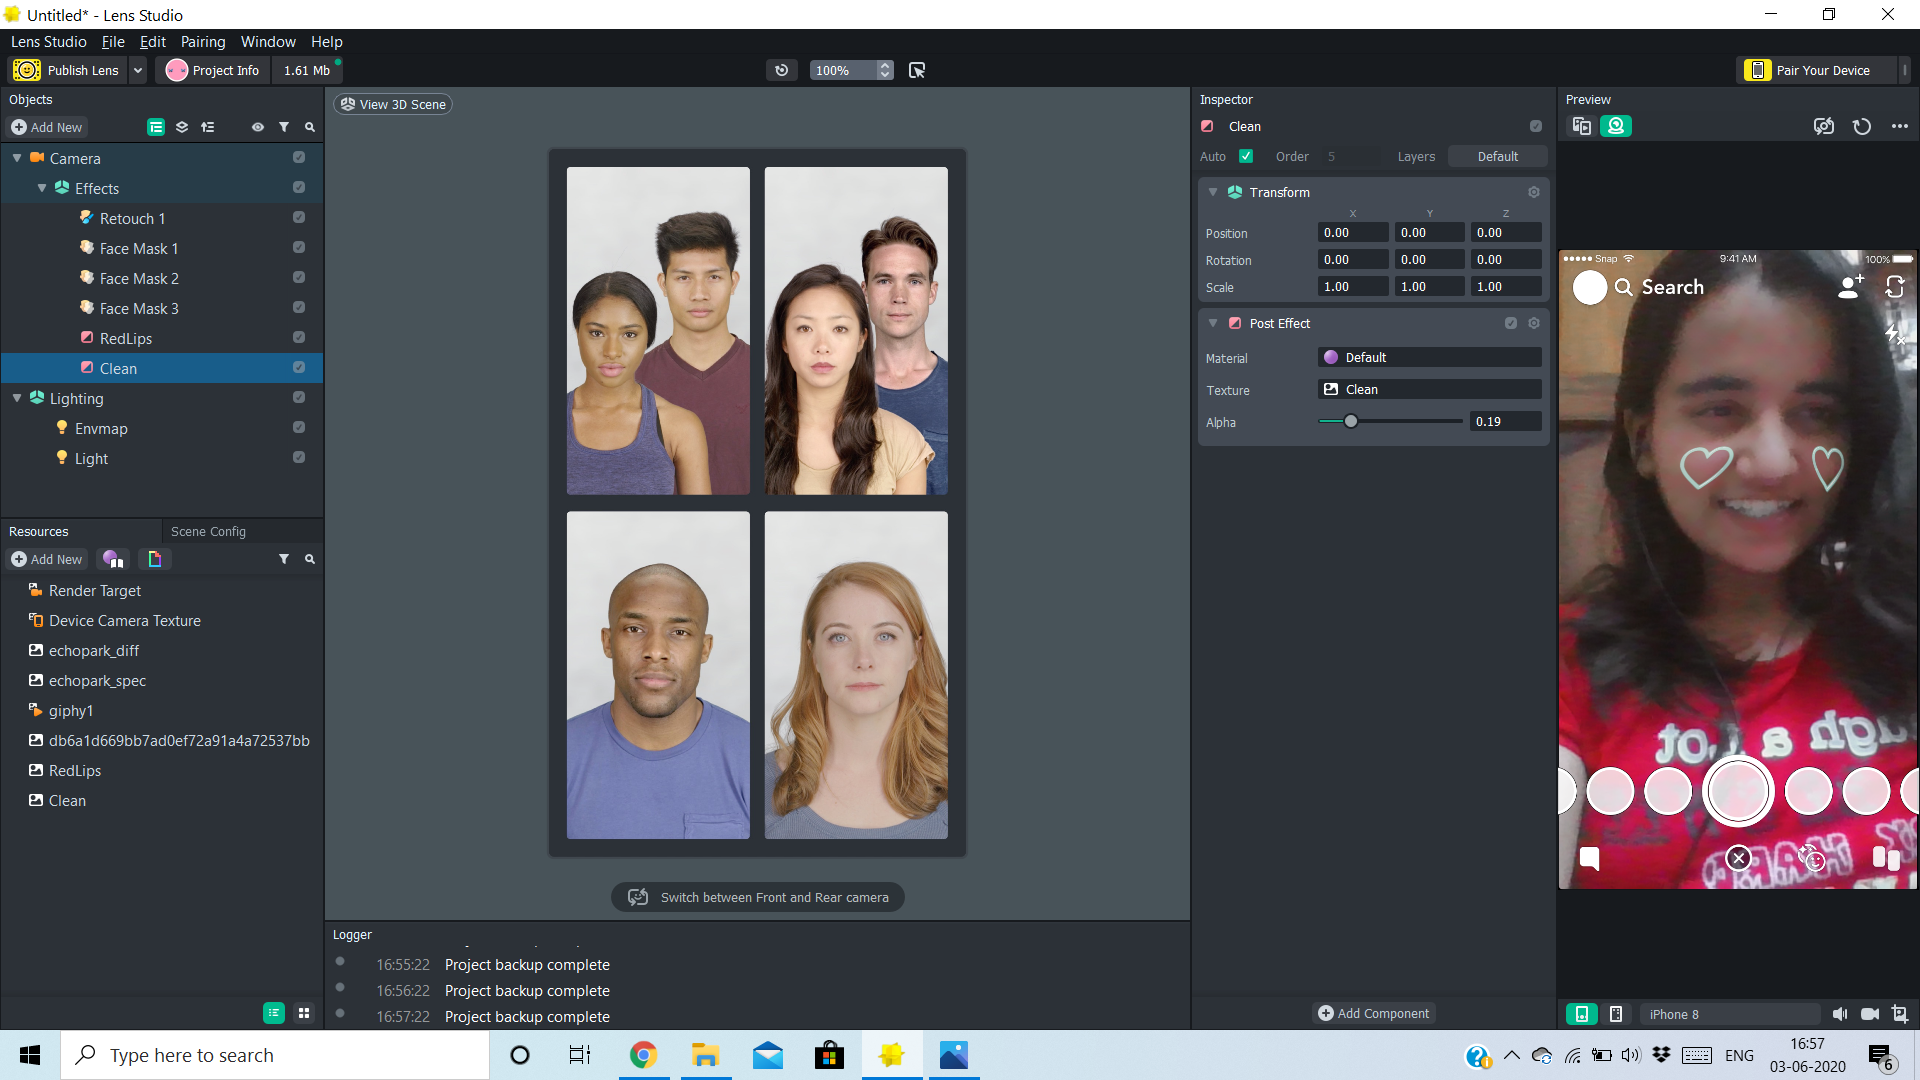 Untitled* - Lens Studio
Lens Studio File Edit Pairing Window Help
Publish Lens Project Info 1.61 Mb 100% Pair Your Device
Objects
Add New
Camera
Effects
Retouch 1
Face Mask 1
Face Mask 2
Face Mask 3
RedLips
Clean
Lighting
Envmap
Light
Resources Scene Config
Add New
Render Target
Device Camera Texture
echopark_diff
echopark_spec
giphy1
db6a1d669bb7ad0ef72a91a4a72537bb
RedLips
Clean
View 3D Scene
Switch between Front and Rear camera
Logger
16:55:22 Project backup complete
16:56:22 Project backup complete
16:57:22 Project backup complete
Inspector
Clean
Auto Order 5 Layers Default
Transform
X Y Z
Position 0.00 0.00 0.00
Rotation 0.00 0.00 0.00
Scale 1.00 1.00 1.00
Post Effect
Material Default
Texture Clean
Alpha 0.19
Add Component
Preview
Snap 9:41 AM 100%
Search
Lot a
iPhone 8
Type here to search
ENG
16:57
03-06-2020
6